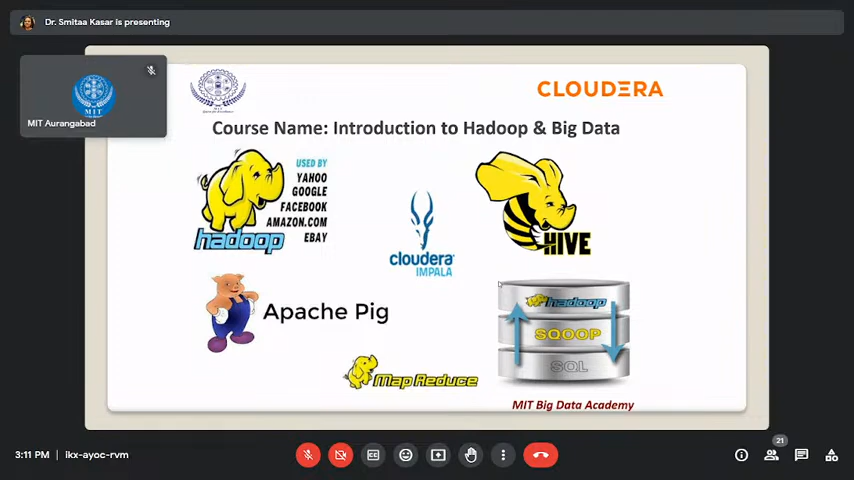 Dr. Smitaa Kasar is presenting
MIT
MIT Aurangabad
CLOUDERA
Course Name: Introduction to Hadoop & Big Data
USED BY
YAHOO
GOOGLE
FACEBOOK
AMAZON.COM
EBAY
hadoop
cloudera
IMPALA
HIVE
Apache Pig
hadoop
SQOOP
SQL
Map Reduce
MIT Big Data Academy
21
3:11 PM | ikx-ayoc-rvm